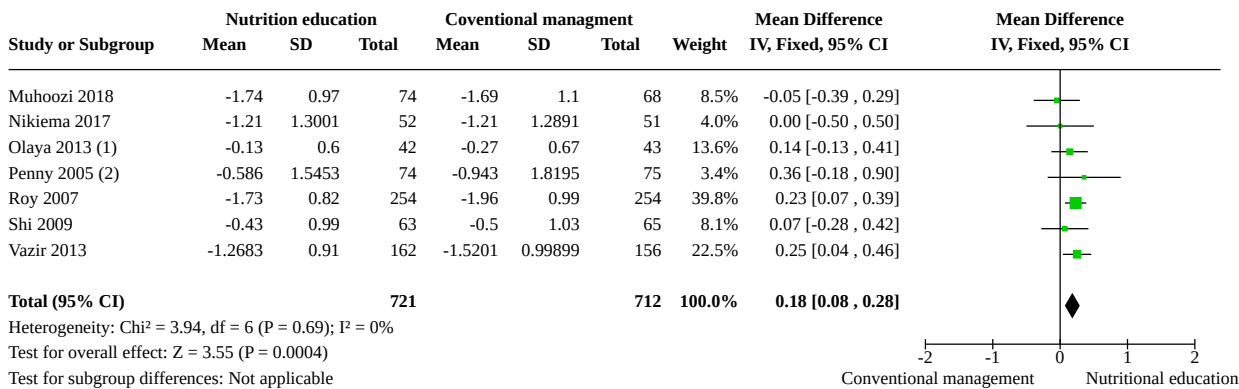 Nutrition education Coventional managment Mean Difference Mean Difference
Study or Subgroup Mean SD Total Mean SD Total Weight IV, Fixed, 95% CI IV, Fixed, 95% CI
Muhoozi 2018 -1.74 0.97 74 -1.69 1.1 68 8.5% -0.05 [-0.39 , 0.29]
Nikiema 2017 -1.21 1.3001 52 -1.21 1.2891 51 4.0% 0.00 [-0.50 , 0.50]
Olaya 2013 (1) -0.13 0.6 42 -0.27 0.67 43 13.6% 0.14 [-0.13 , 0.41]
Penny 2005 (2) -0.586 1.5453 74 -0.943 1.8195 75 3.4% 0.36 [-0.18 , 0.90]
Roy 2007 -1.73 0.82 254 -1.96 0.99 254 39.8% 0.23 [0.07 , 0.39]
Shi 2009 -0.43 0.99 63 -0.5 1.03 65 8.1% 0.07 [-0.28 , 0.42]
Vazir 2013 -1.2683 0.91 162 -1.5201 0.99899 156 22.5% 0.25 [0.04 , 0.46]
Total (95% CI) 721 712 100.0% 0.18 [0.08 , 0.28]
Heterogeneity: Chi² = 3.94, df = 6 (P = 0.69); I² = 0%
Test for overall effect: Z = 3.55 (P = 0.0004)
-2 -1 0 1 2
Test for subgroup differences: Not applicable
Conventional management Nutritional education